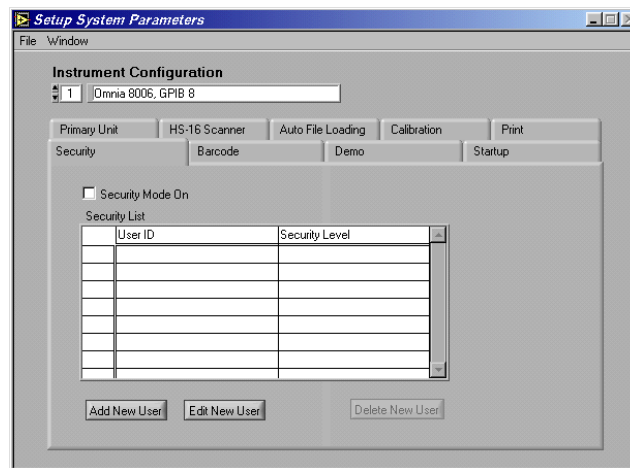 Setup System Parameters
File Window
Instrument Configuration
1 Omnia 8006, GPIB 8
Primary Unit HS-16 Scanner Auto File Loading Calibration Print
Security Barcode Demo Startup
Security Mode On
Security List
User ID Security Level
Add New User Edit New User Delete New User